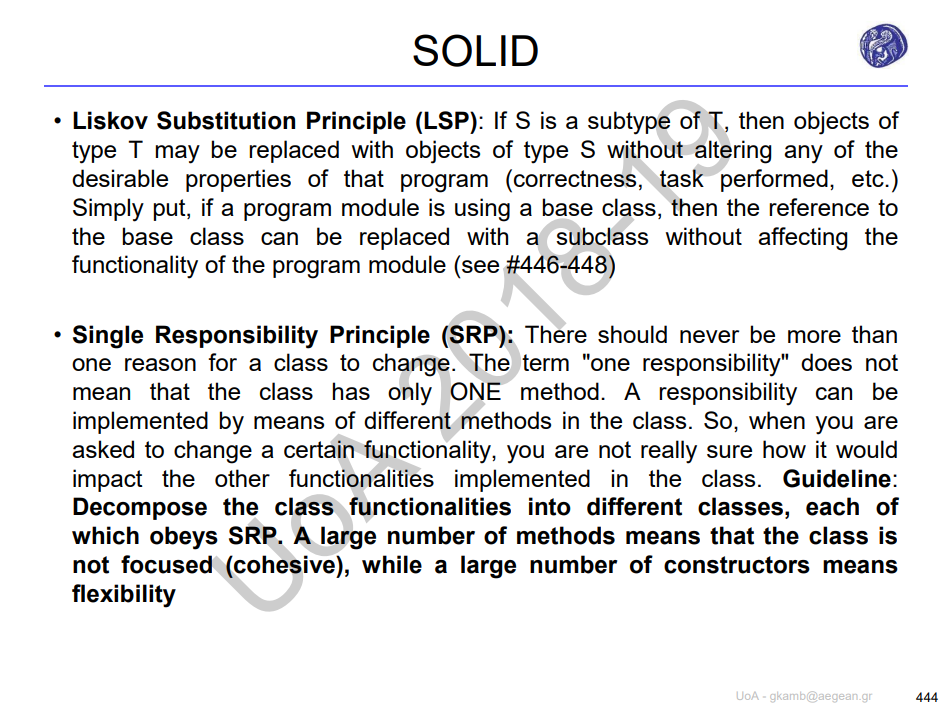 SOLID
• Liskov Substitution Principle (LSP): If S is a subtype of T, then objects of
type T may be replaced with objects of type S without altering any of the
desirable properties of that program (correctness, task performed, etc.)
Simply put, if a program module is using a base class, then the reference to
the base class can be replaced with a subclass without affecting the
functionality of the program module (see #446-448)
• Single Responsibility Principle (SRP): There should never be more than
one reason for a class to change. The term "one responsibility" does not
mean that the class has only ONE method. A responsibility can be
implemented by means of different methods in the class. So, when you are
asked to change a certain functionality, you are not really sure how it would
impact the other functionalities implemented in the class. Guideline:
Decompose the class functionalities into different classes, each of
which obeys SRP. A large number of methods means that the class is
not focused (cohesive), while a large number of constructors means
flexibility
UoA 2018-19
UoA - gkamb@aegean.gr
444